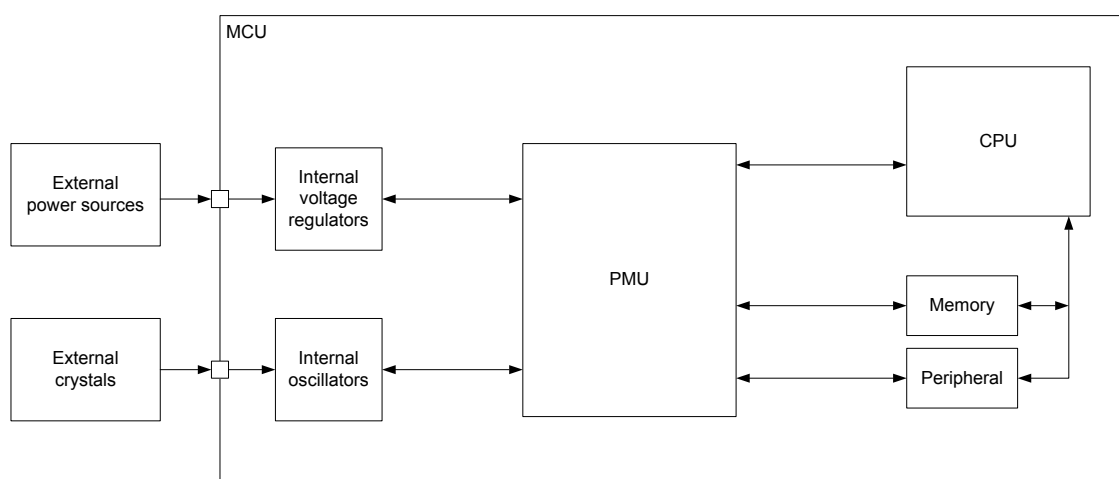 MCU
CPU
External
power sources
Internal
voltage
regulators
PMU
Memory
External
crystals
Internal
oscillators
Peripheral